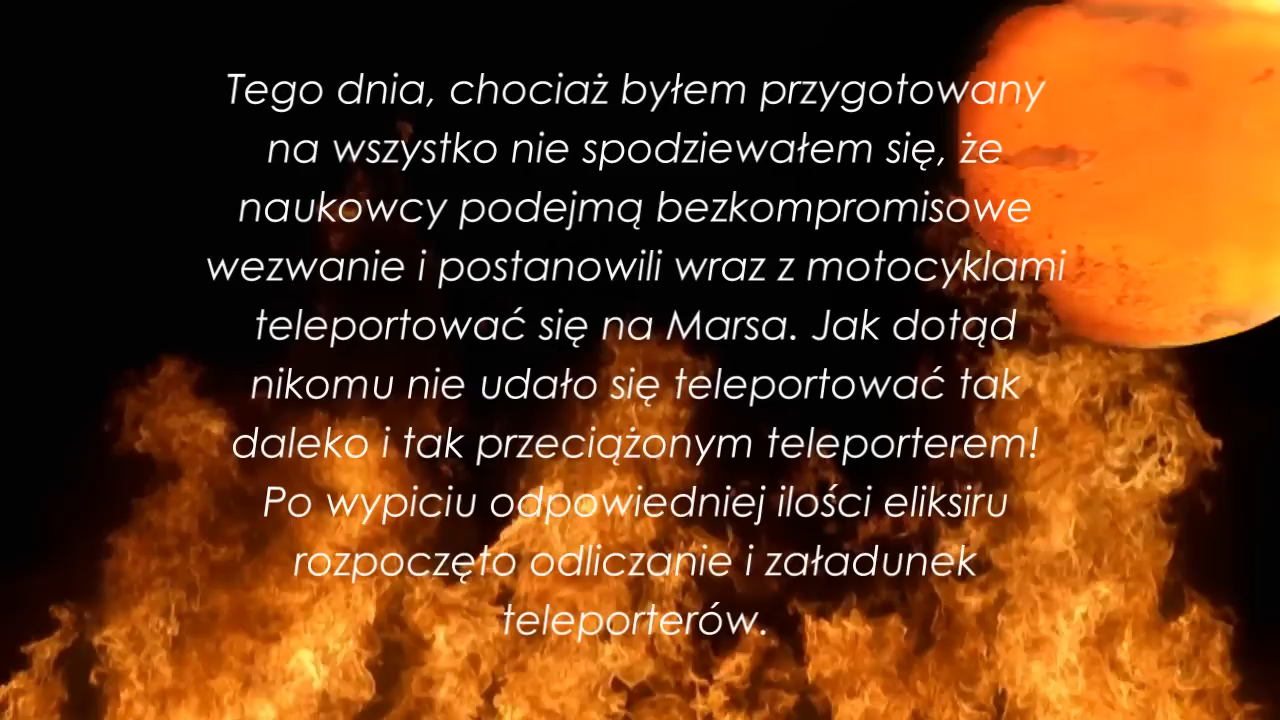 Tego dnia, chociaż byłem przygotowany
na wszystko nie spodziewałem się, że
naukowcy podejmą bezkompromisowe
wezwanie i postanowili wraz z motocyklami
teleportować się na Marsa. Jak dotąd
nikomu nie udało się teleportować tak
daleko i tak przeciążonym teleporterem!
Po wypiciu odpowiedniej ilości eliksiru
rozpoczęto odliczanie i załadunek
teleporterów.